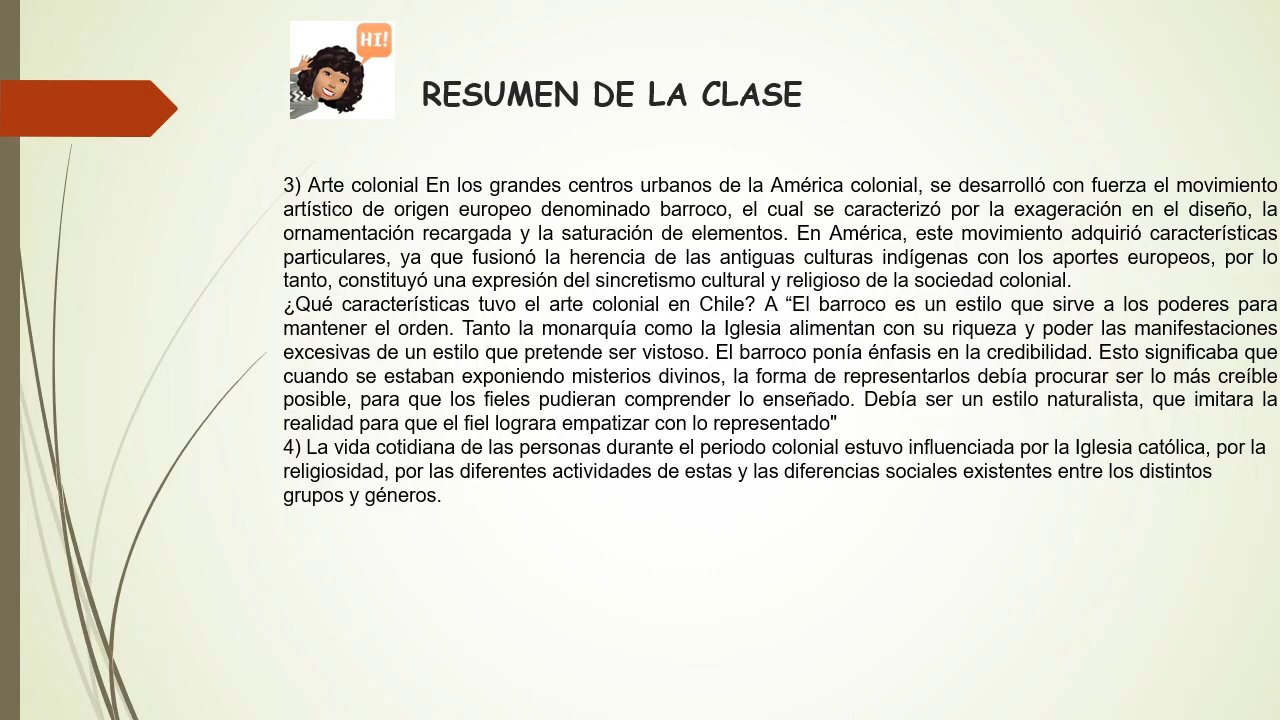 HI!
RESUMEN DE LA CLASE
3) Arte colonial En los grandes centros urbanos de la América colonial, se desarrolló con fuerza el movimiento
artístico de origen europeo denominado barroco, el cual se caracterizó por la exageración en el diseño, la
ornamentación recargada y la saturación de elementos. En América, este movimiento adquirió características
particulares, ya que fusionó la herencia de las antiguas culturas indígenas con los aportes europeos, por lo
tanto, constituyó una expresión del sincretismo cultural y religioso de la sociedad colonial.
¿Qué características tuvo el arte colonial en Chile? A “El barroco es un estilo que sirve a los poderes para
mantener el orden. Tanto la monarquía como la Iglesia alimentan con su riqueza y poder las manifestaciones
excesivas de un estilo que pretende ser vistoso. El barroco ponía énfasis en la credibilidad. Esto significaba que
cuando se estaban exponiendo misterios divinos, la forma de representarlos debía procurar ser lo más creíble
posible, para que los fieles pudieran comprender lo enseñado. Debía ser un estilo naturalista, que imitara la
realidad para que el fiel lograra empatizar con lo representado"
4) La vida cotidiana de las personas durante el periodo colonial estuvo influenciada por la Iglesia católica, por la
religiosidad, por las diferentes actividades de estas y las diferencias sociales existentes entre los distintos
grupos y géneros.